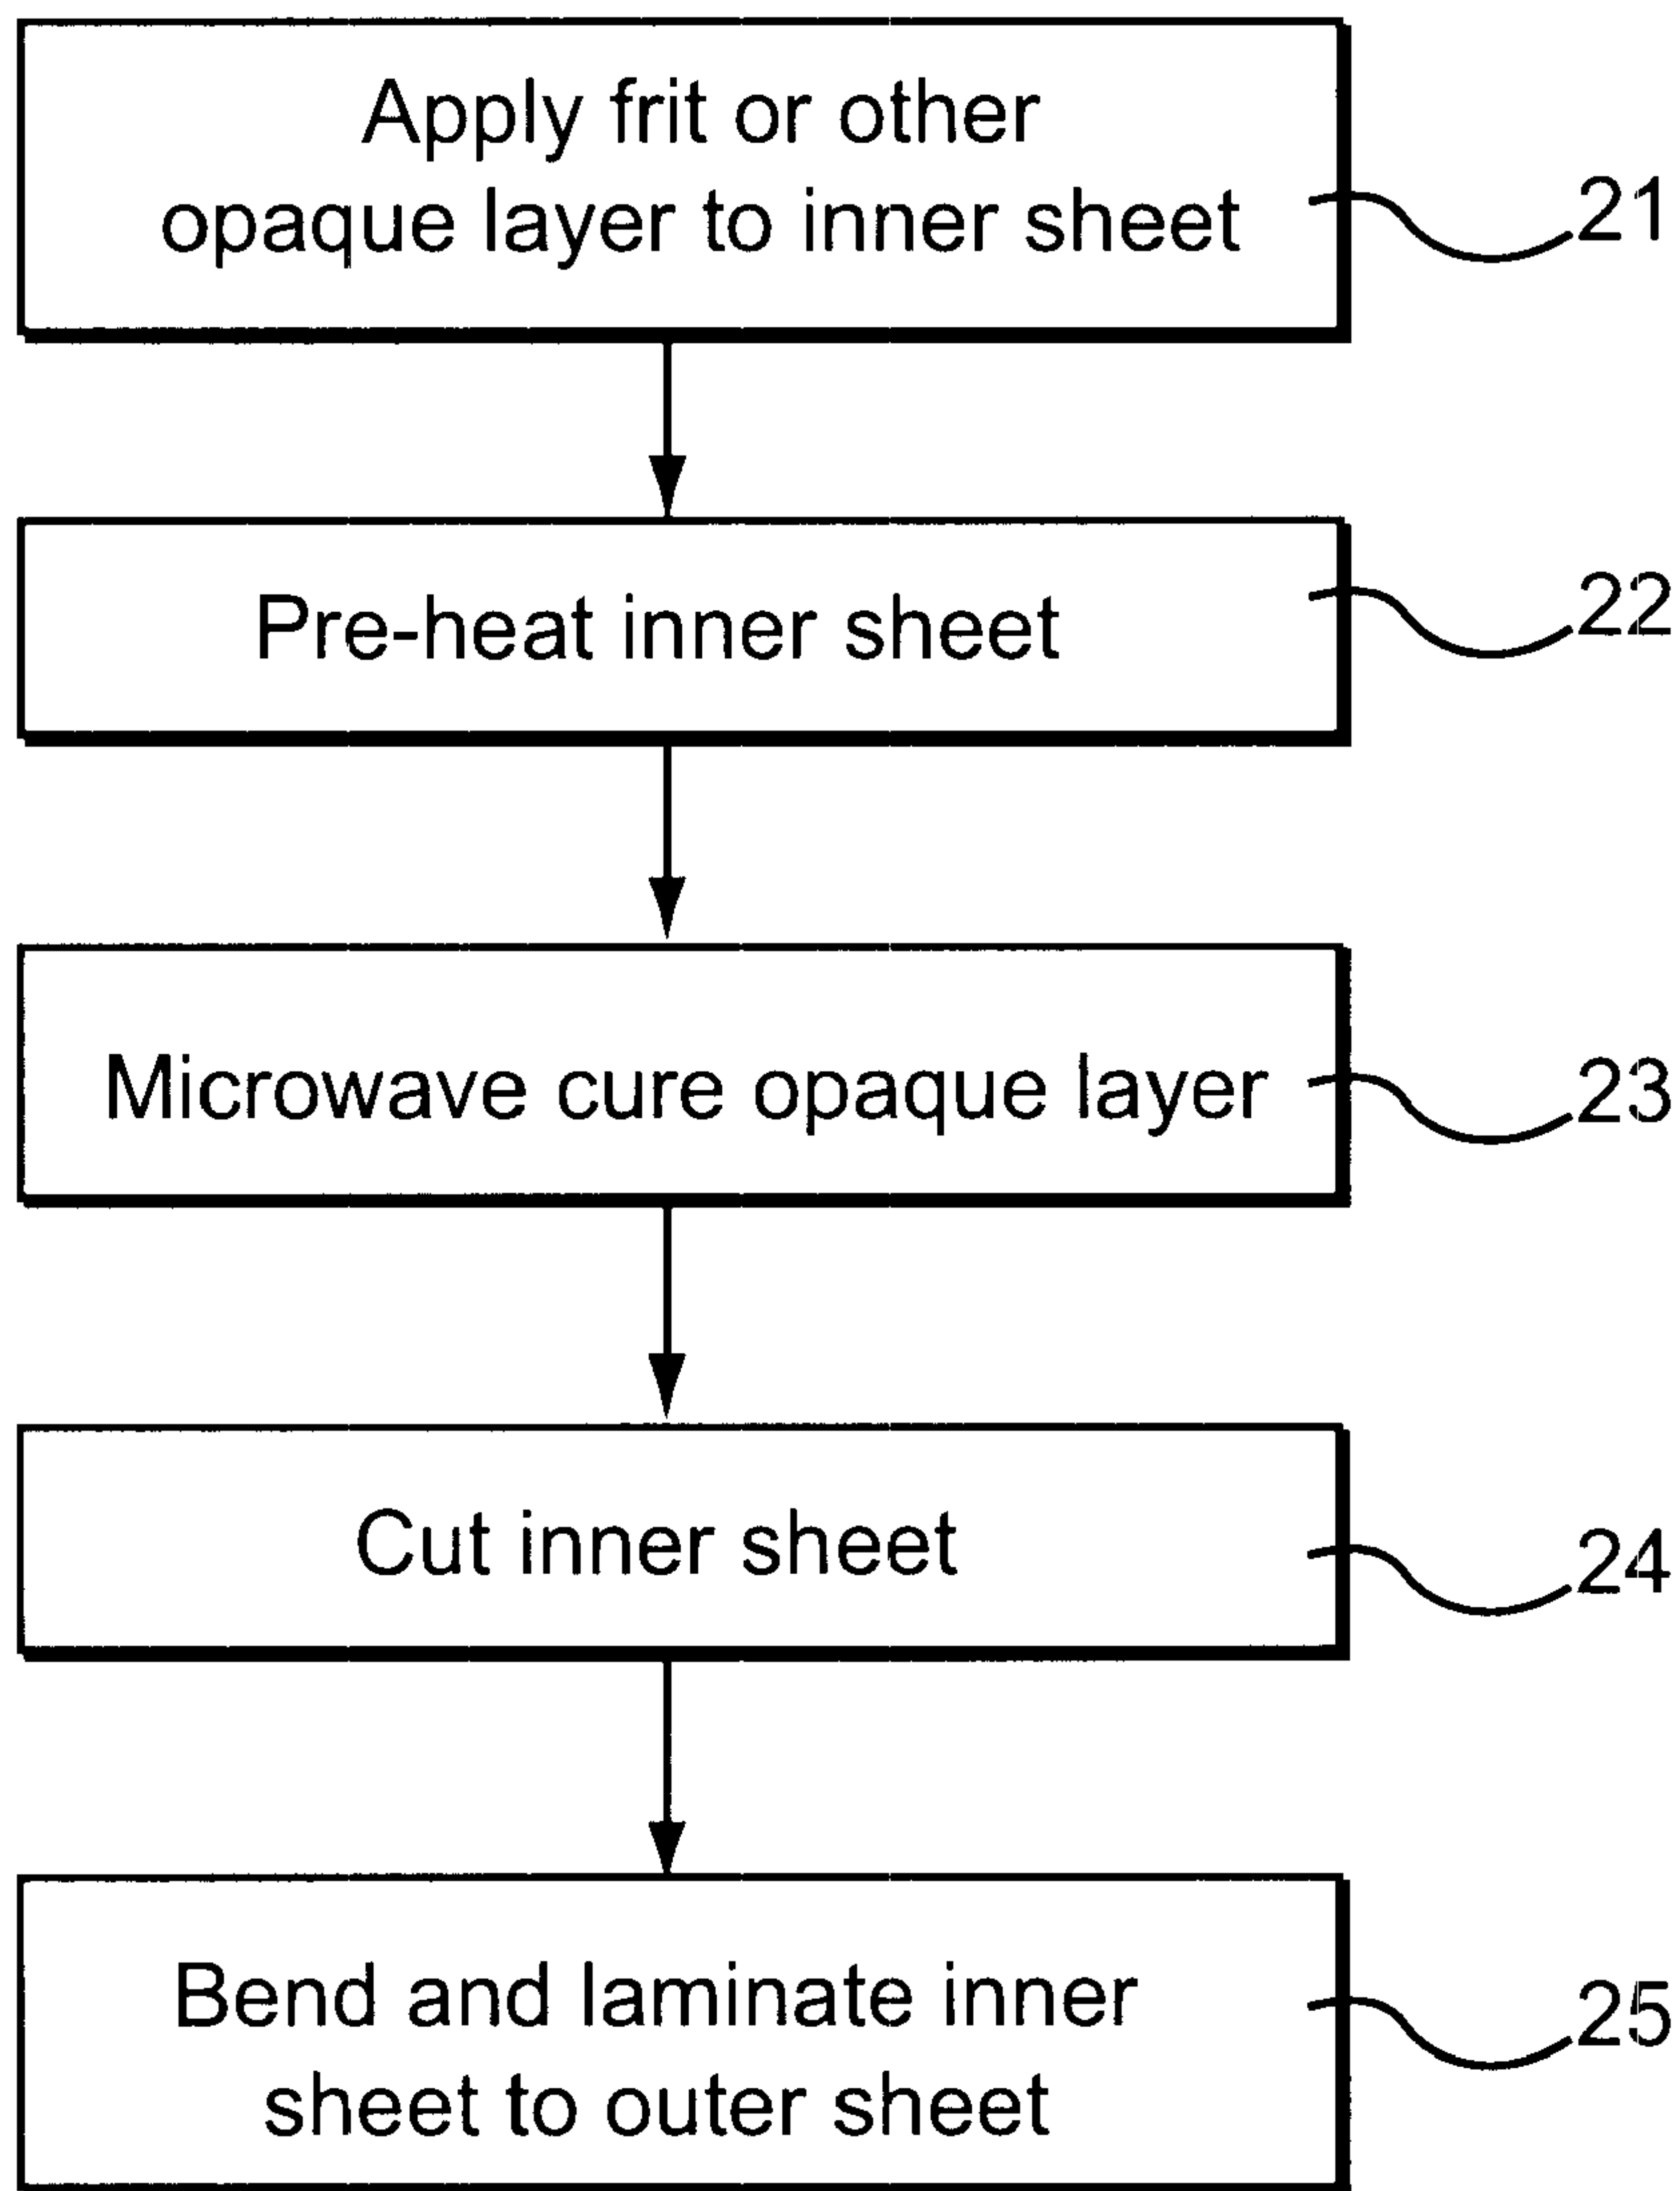 Apply frit or other
opaque layer to inner sheet
21
Pre-heat inner sheet
22
Microwave cure opaque layer
23
Cut inner sheet
24
Bend and laminate inner
sheet to outer sheet
25